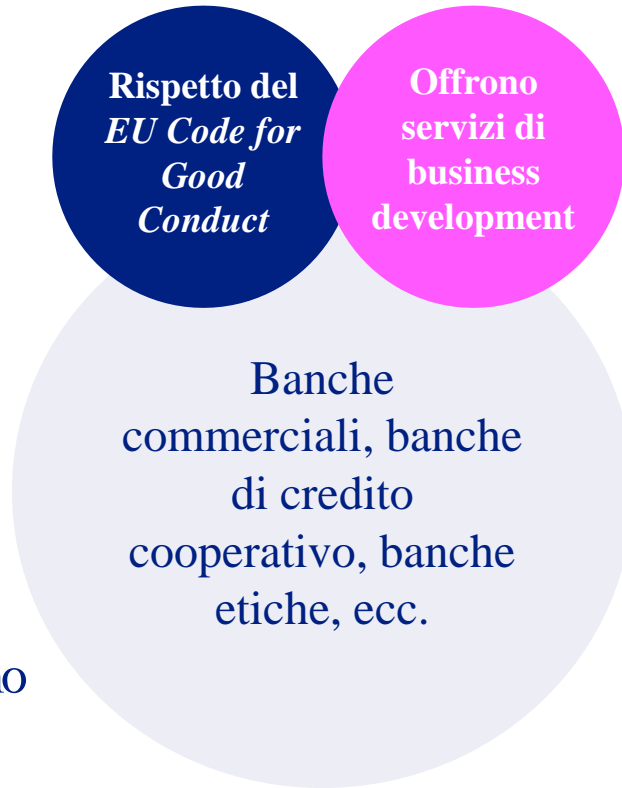 Rispetto del
EU Code for
Good
Conduct
Offrono
servizi di
business
development
Banche
commerciali, banche
di credito
cooperativo, banche
etiche, ecc.